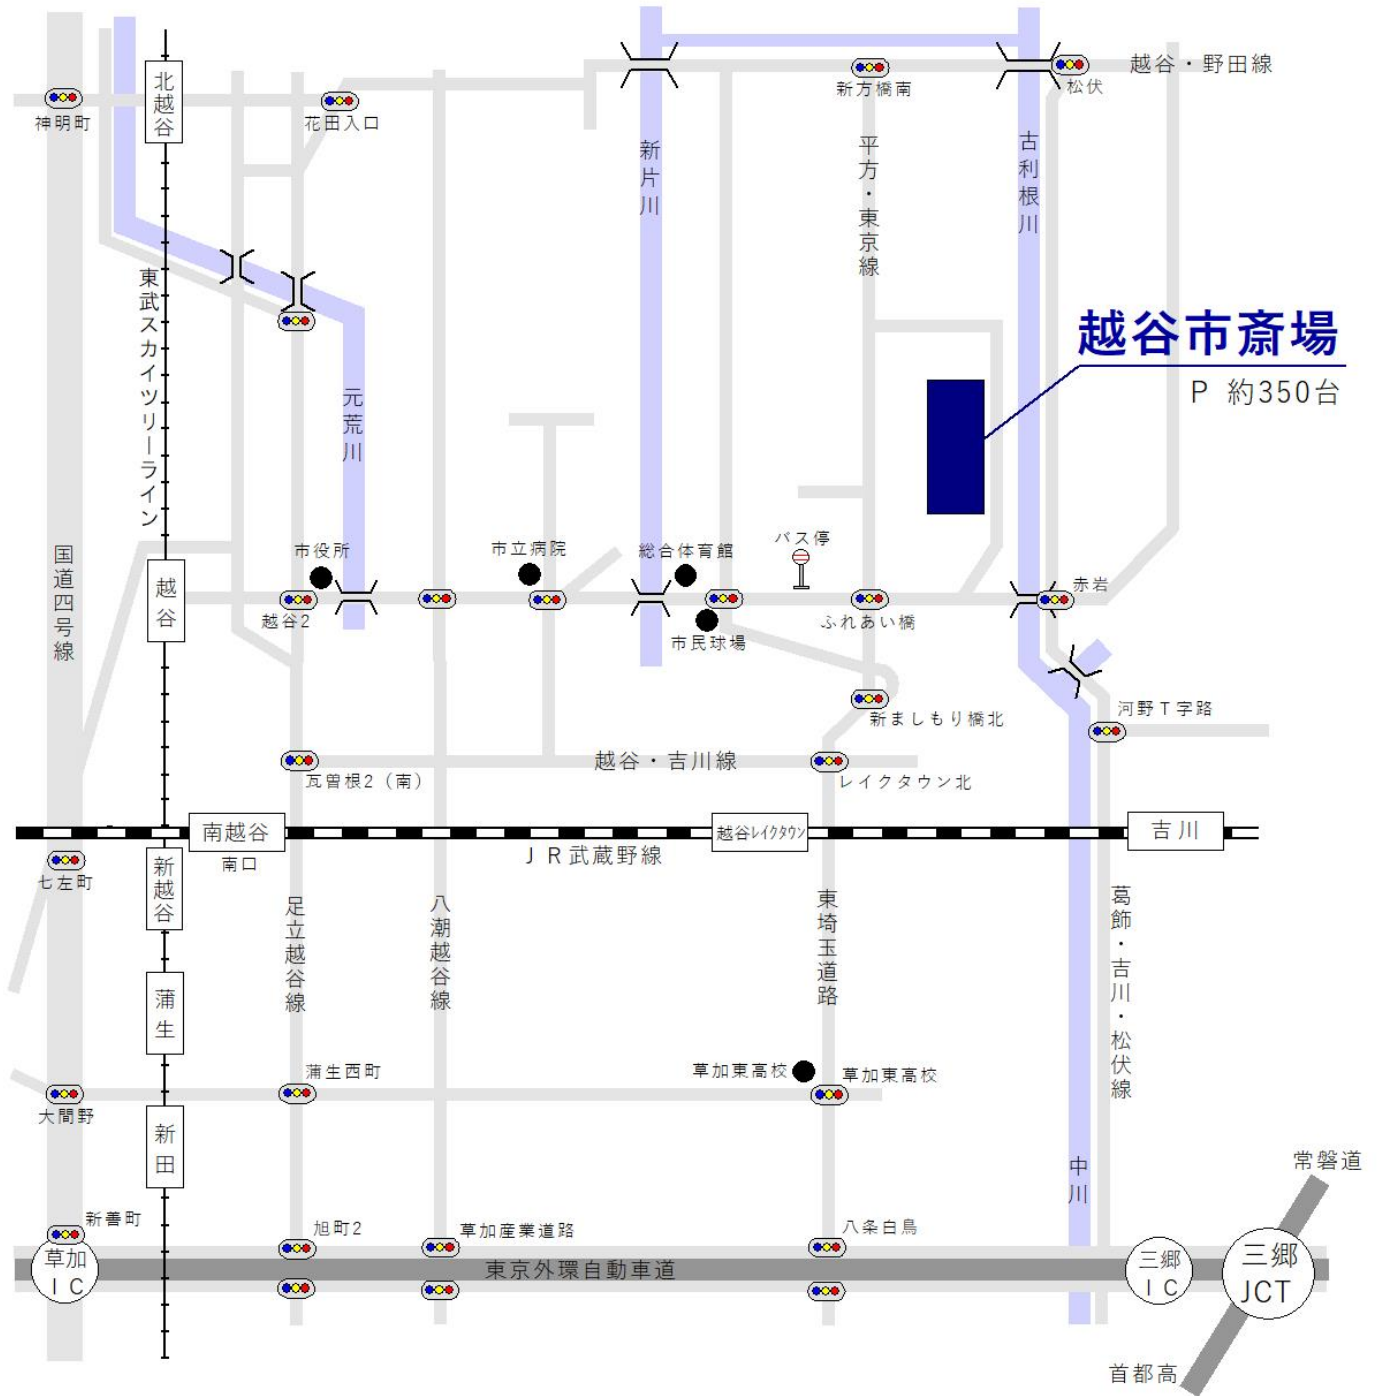 越谷・野田線
新方橋南
松伏
北越谷
神明町
花田入口
新片川
平方・東京線
古利根川
東武スカイツリーライン
越谷市斎場
P 約350台
元荒川
国道四号線
市役所
市立病院
総合体育館
バス停
越谷
越谷2
市民球場
ふれあい橋
赤岩
新ましもり橋北
河野T字路
越谷・吉川線
瓦曽根2（南）
レイクタウン北
南越谷
越谷レイクタウン
吉川
JR武蔵野線
南口
七左町
新越谷
足立越谷線
八潮越谷線
東埼玉道路
葛飾・吉川・松伏線
蒲生
蒲生西町
草加東高校
草加東高校
大間野
新田
中川
常磐道
新善町
旭町2
草加産業道路
八条白鳥
草加
IC
東京外環自動車道
三郷
IC
三郷
JCT
首都高